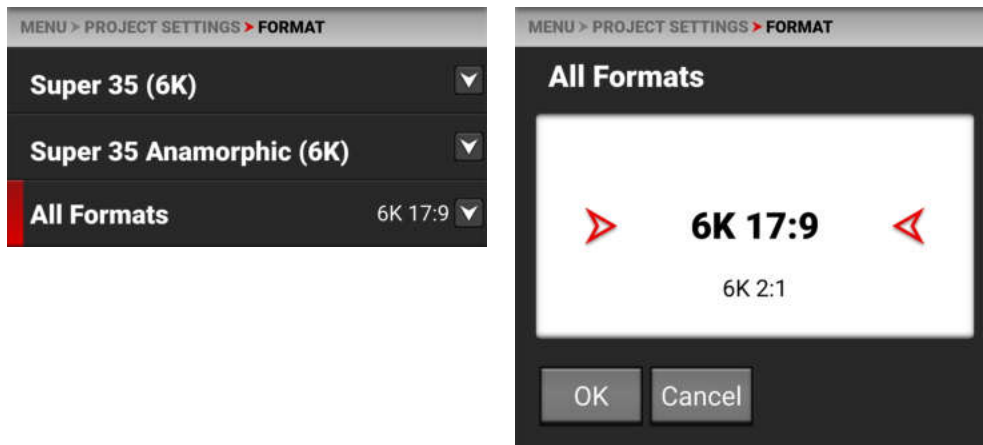 MENU > PROJECT SETTINGS > FORMAT
Super 35 (6K)
Super 35 Anamorphic (6K)
All Formats 6K 17:9
MENU > PROJECT SETTINGS > FORMAT
All Formats
6K 17:9
6K 2:1
OK Cancel